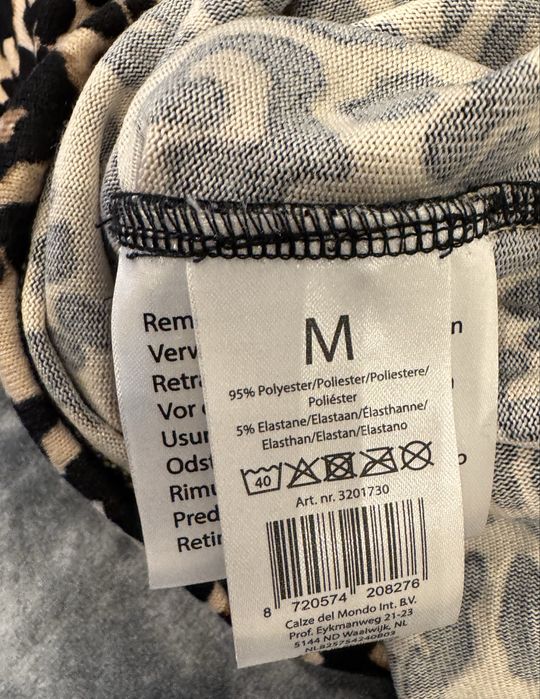 M
95% Polyester/Poliester/Poliestere/
Poliéster
5% Elastane/Elastaan/Élasthanne/
Elasthan/Elastan/Elastano
40
Art. nr. 3201730
8 720574 208276
Calze del Mondo Int. B.V.
Prof. Eykmanweg 21-23
5144 ND Waalwijk, NL
NL825754240B03
Rem
Verv
Retr
Vor
Usur
Odst
Rimu
Pred
Retir
n
o